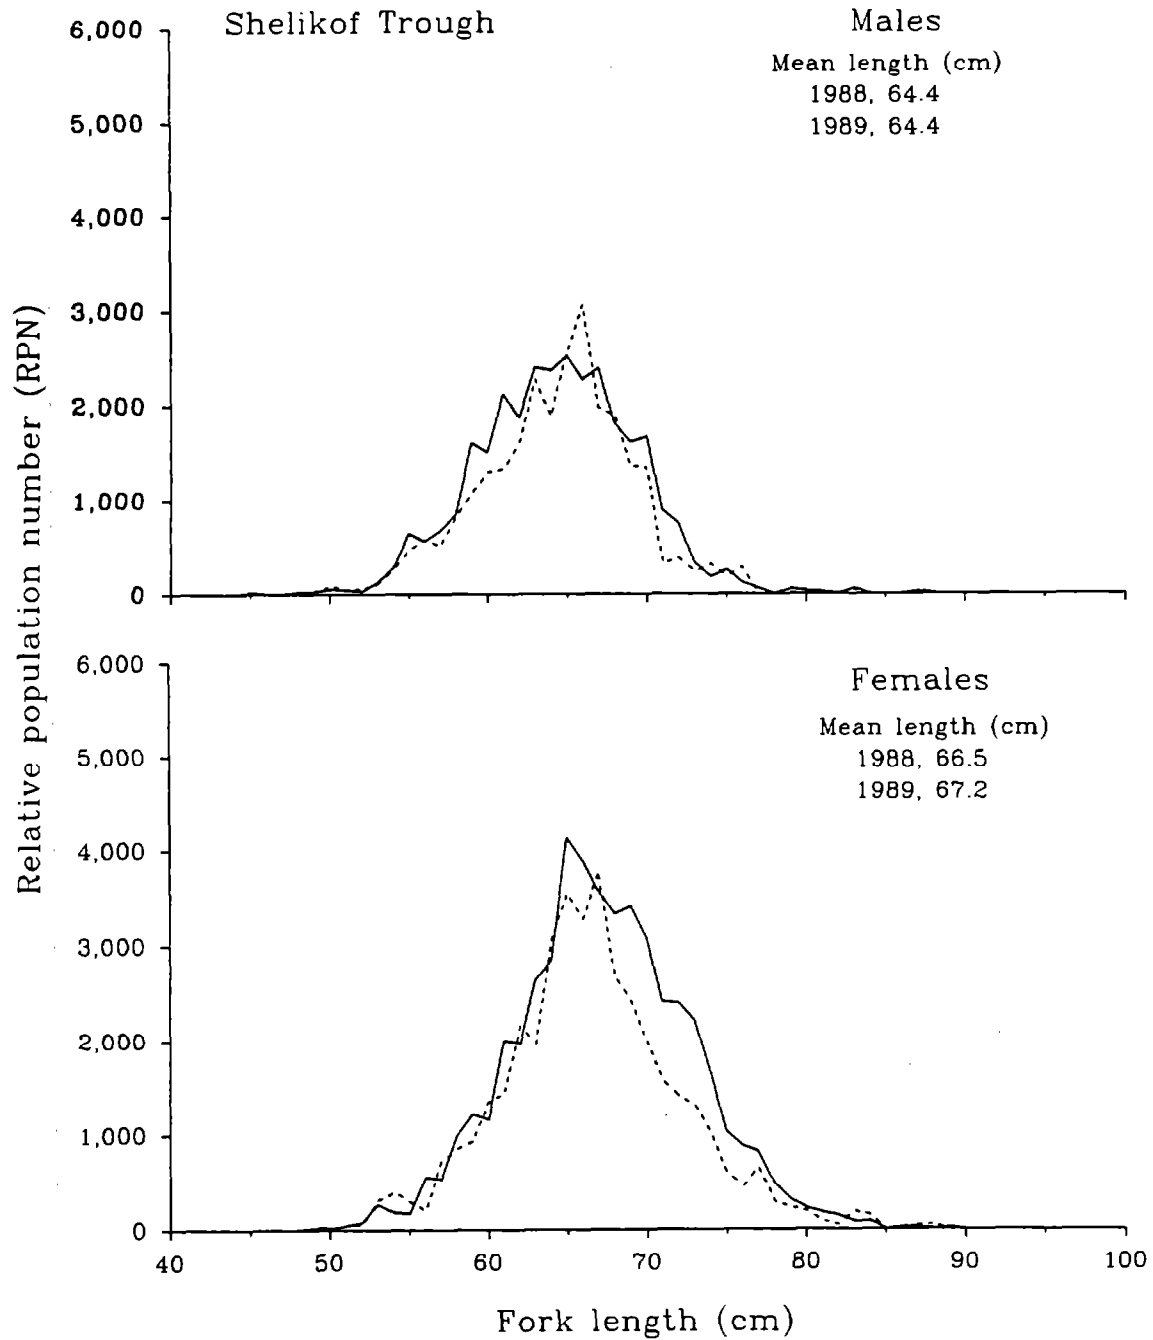 Shelikof Trough
Males
Mean length (cm)
1988, 64.4
1989, 64.4
6,000
5,000
4,000
3,000
2,000
1,000
0
Relative population number (RPN)
Females
Mean length (cm)
1988, 66.5
1989, 67.2
6,000
5,000
4,000
3,000
2,000
1,000
0
40 50 60 70 80 90 100
Fork length (cm)